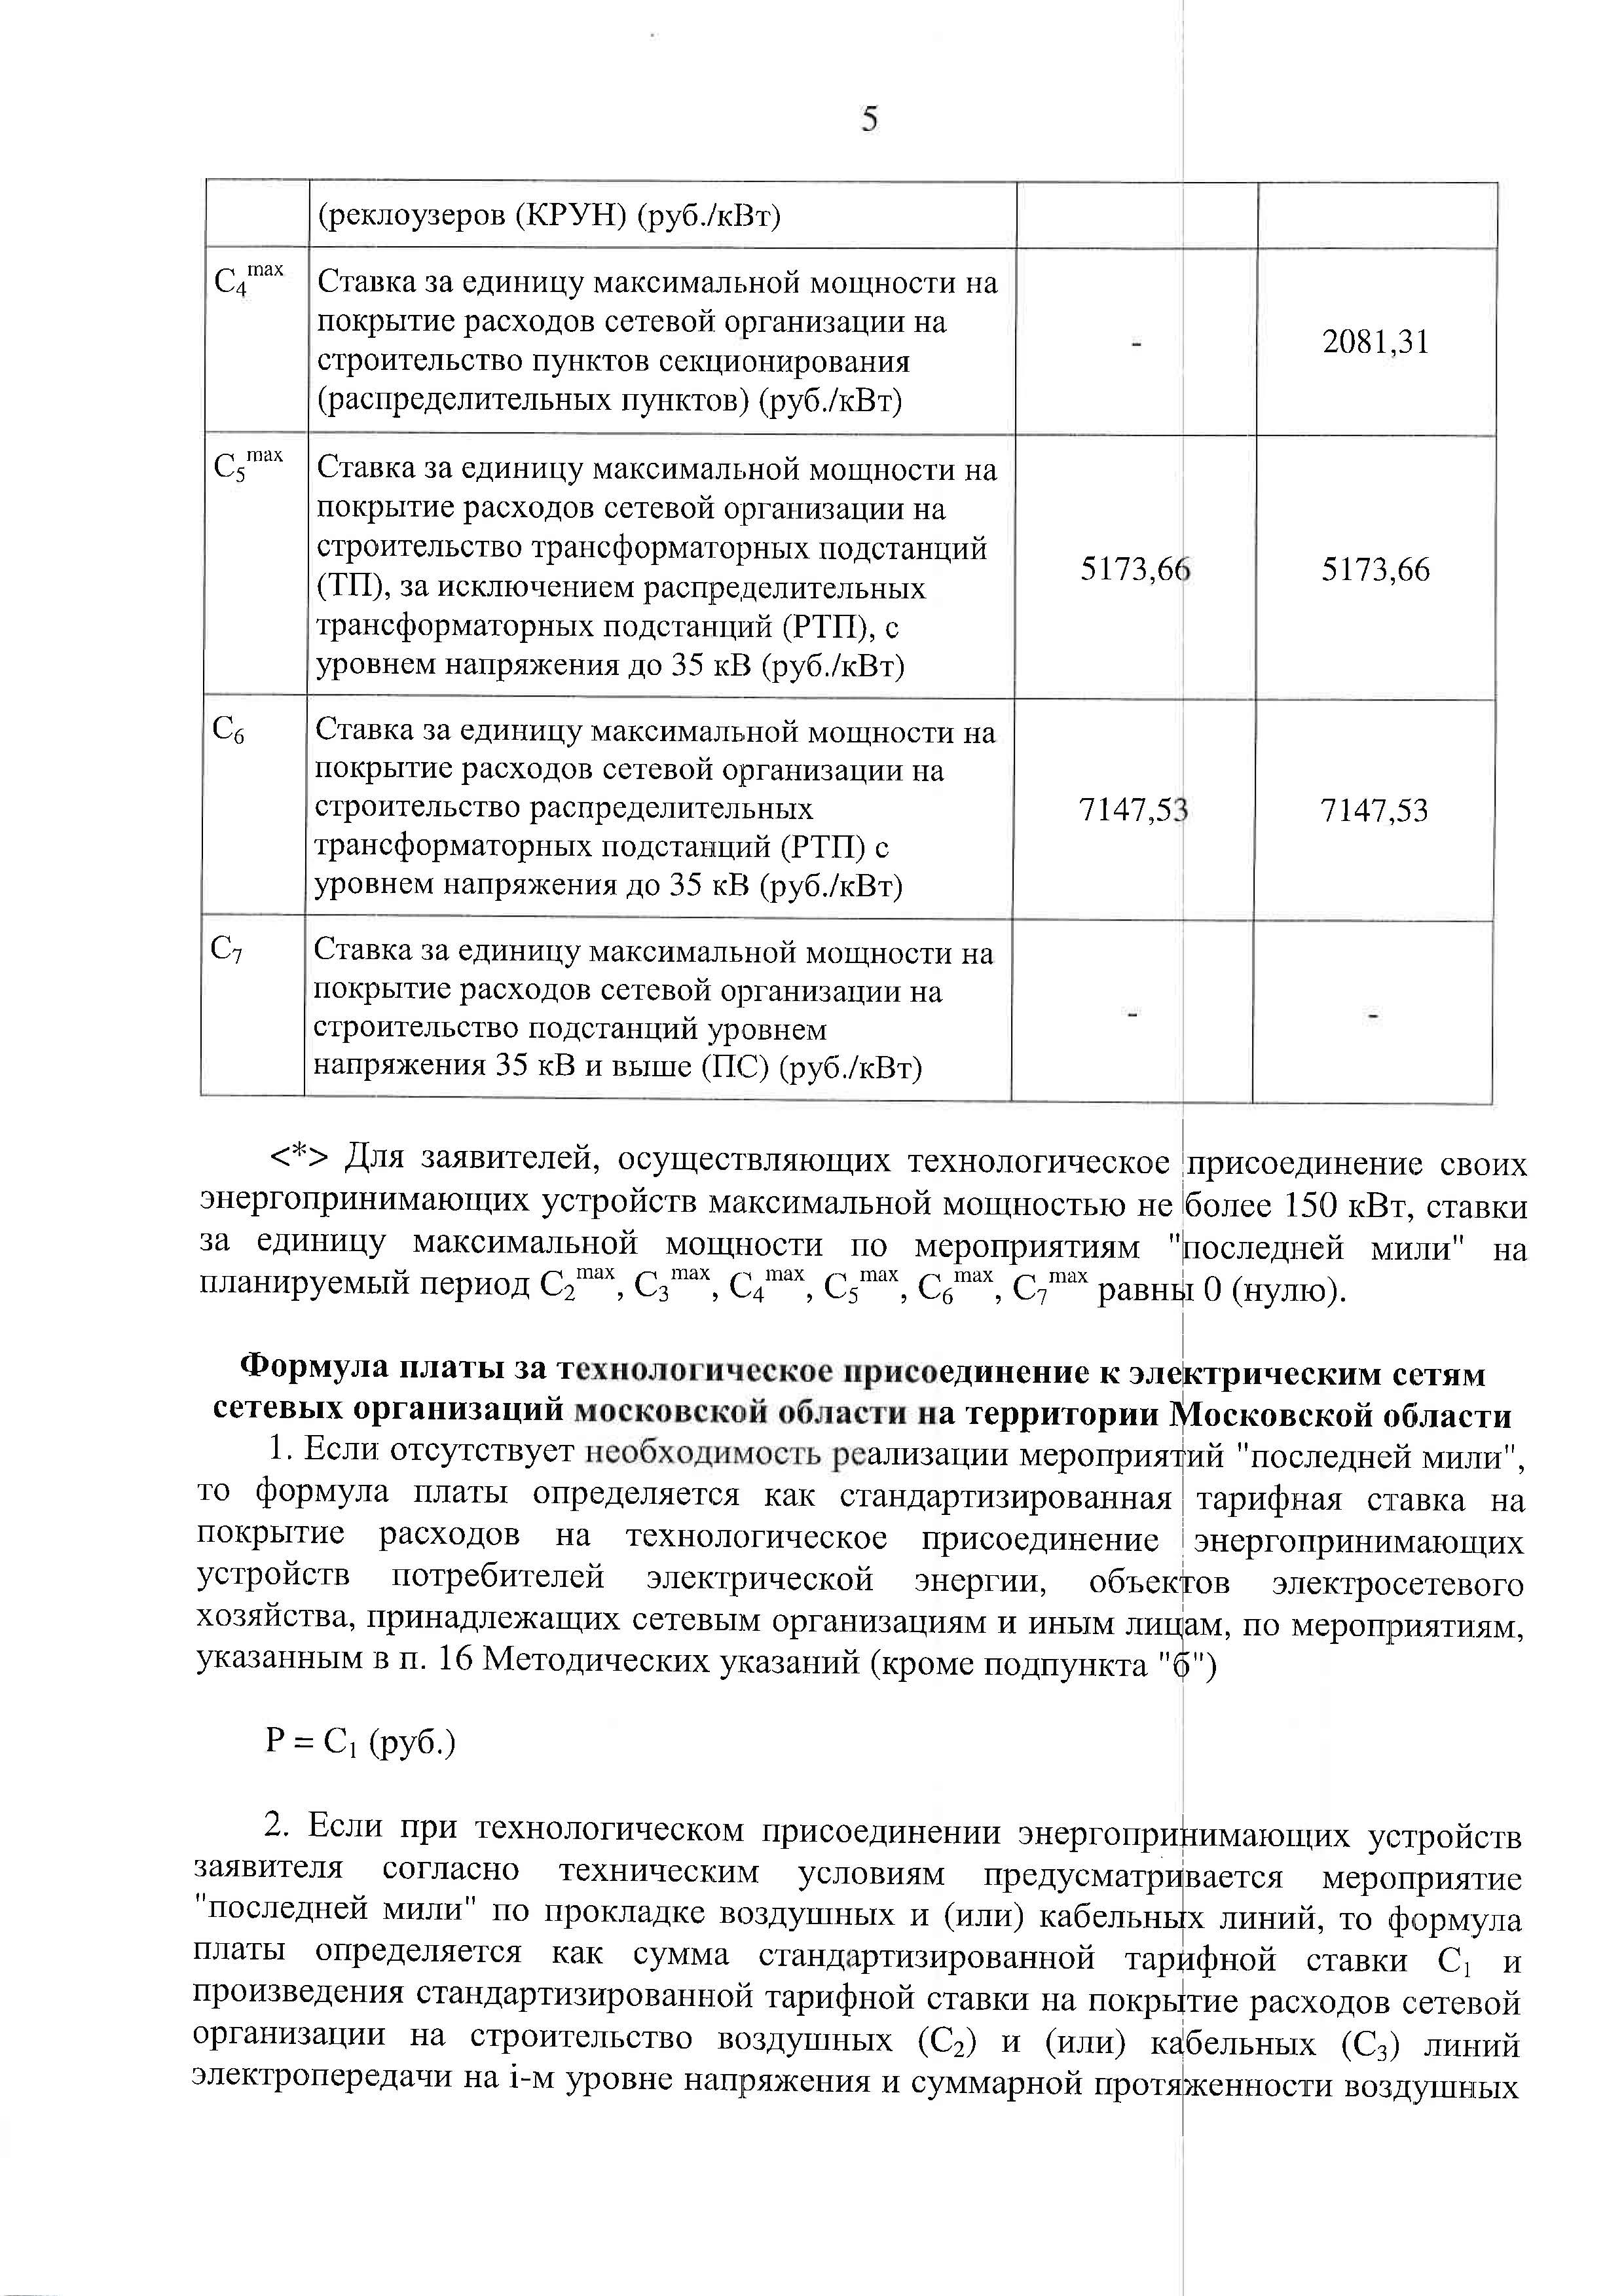 5
(реклоузеров (КРУН) (руб./кВт)
C₄ᵐᵃˣ
Ставка за единицу максимальной мощности на
покрытие расходов сетевой организации на
строительство пунктов секционирования
(распределительных пунктов) (руб./кВт)
-
2081,31
C₅ᵐᵃˣ
Ставка за единицу максимальной мощности на
покрытие расходов сетевой организации на
строительство трансформаторных подстанций
(ТП), за исключением распределительных
трансформаторных подстанций (РТП), с
уровнем напряжения до 35 кВ (руб./кВт)
5173,66
5173,66
C₆
Ставка за единицу максимальной мощности на
покрытие расходов сетевой организации на
строительство распределительных
трансформаторных подстанций (РТП) с
уровнем напряжения до 35 кВ (руб./кВт)
7147,53
7147,53
C₇
Ставка за единицу максимальной мощности на
покрытие расходов сетевой организации на
строительство подстанций уровнем
напряжения 35 кВ и выше (ПС) (руб./кВт)
-
-
<*> Для заявителей, осуществляющих технологическое присоединение своих
энергопринимающих устройств максимальной мощностью не более 150 кВт, ставки
за единицу максимальной мощности по мероприятиям "последней мили" на
планируемый период C₂ᵐᵃˣ, C₃ᵐᵃˣ, C₄ᵐᵃˣ, C₅ᵐᵃˣ, C₆ᵐᵃˣ, C₇ᵐᵃˣ равны 0 (нулю).
Формула платы за технологическое присоединение к электрическим сетям
сетевых организаций московской области на территории Московской области
1. Если отсутствует необходимость реализации мероприятий "последней мили",
то формула платы определяется как стандартизированная тарифная ставка на
покрытие расходов на технологическое присоединение энергопринимающих
устройств потребителей электрической энергии, объектов электросетевого
хозяйства, принадлежащих сетевым организациям и иным лицам, по мероприятиям,
указанным в п. 16 Методических указаний (кроме подпункта "б")
P = C₁ (руб.)
2. Если при технологическом присоединении энергопринимающих устройств
заявителя согласно техническим условиям предусматривается мероприятие
"последней мили" по прокладке воздушных и (или) кабельных линий, то формула
платы определяется как сумма стандартизированной тарифной ставки C₁ и
произведения стандартизированной тарифной ставки на покрытие расходов сетевой
организации на строительство воздушных (C₂) и (или) кабельных (C₃) линий
электропередачи на i-м уровне напряжения и суммарной протяженности воздушных